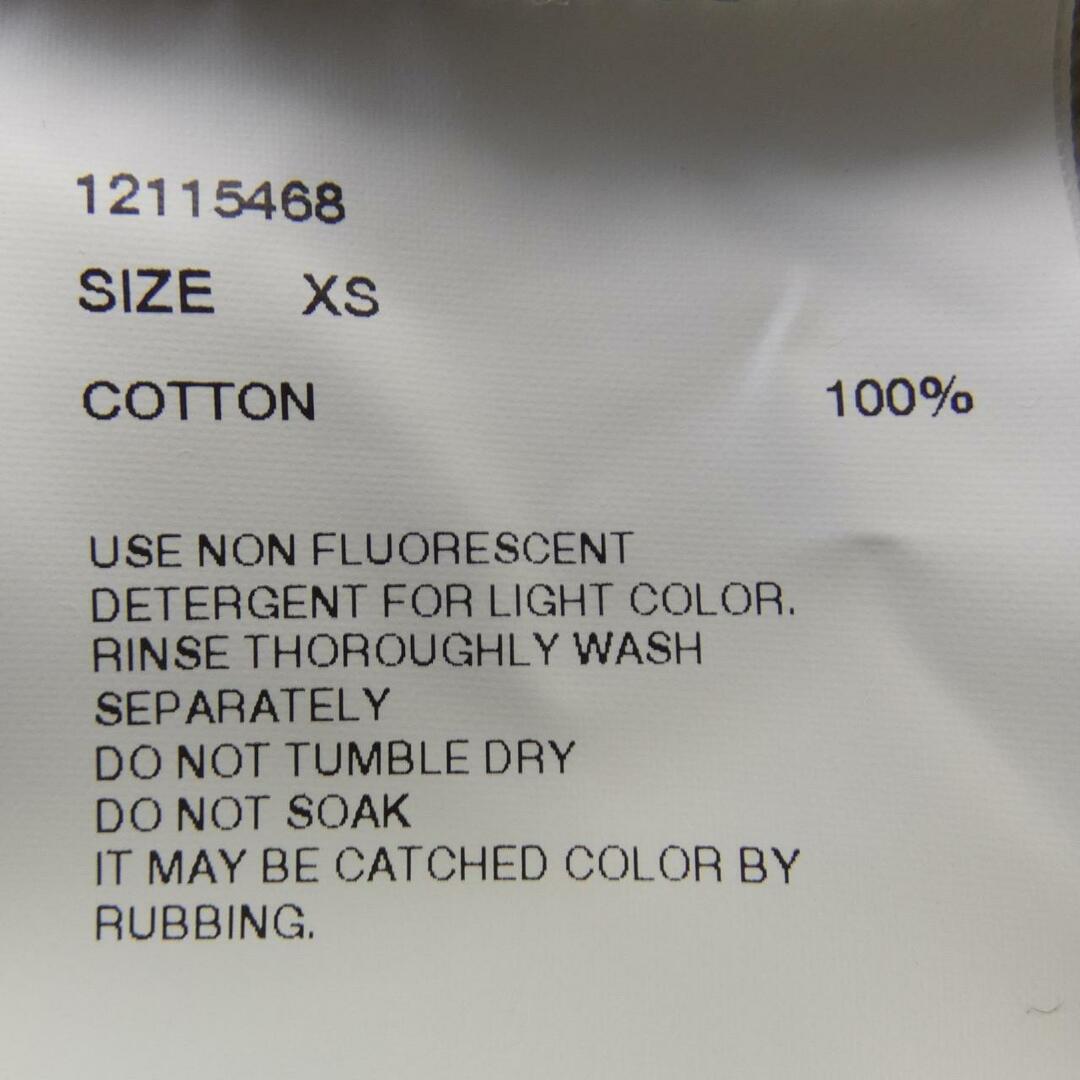 12115468
SIZE XS
COTTON 100%
USE NON FLUORESCENT
DETERGENT FOR LIGHT COLOR.
RINSE THOROUGHLY WASH
SEPARATELY
DO NOT TUMBLE DRY
DO NOT SOAK
IT MAY BE CATCHED COLOR BY
RUBBING.